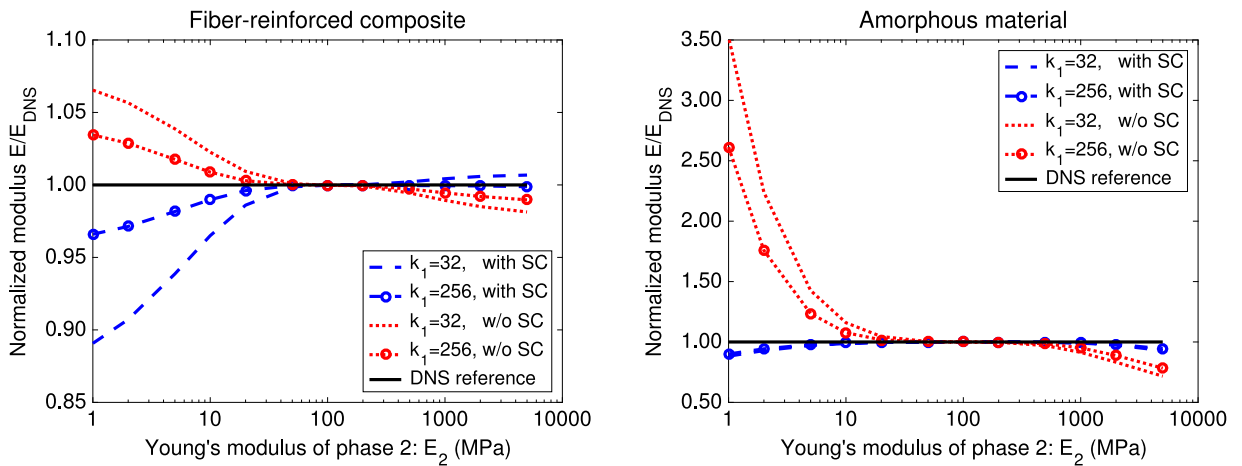 Fiber-reinforced composite
Normalized modulus E/E_DNS
1.10
1.05
1.00
0.95
0.90
0.85
k_1=32, with SC
k_1=256, with SC
k_1=32, w/o SC
k_1=256, w/o SC
DNS reference
1
10
100
1000
10000
Young's modulus of phase 2: E_2 (MPa)
Amorphous material
Normalized modulus E/E_DNS
3.50
3.00
2.50
2.00
1.50
1.00
0.50
k_1=32, with SC
k_1=256, with SC
k_1=32, w/o SC
k_1=256, w/o SC
DNS reference
1
10
100
1000
10000
Young's modulus of phase 2: E_2 (MPa)